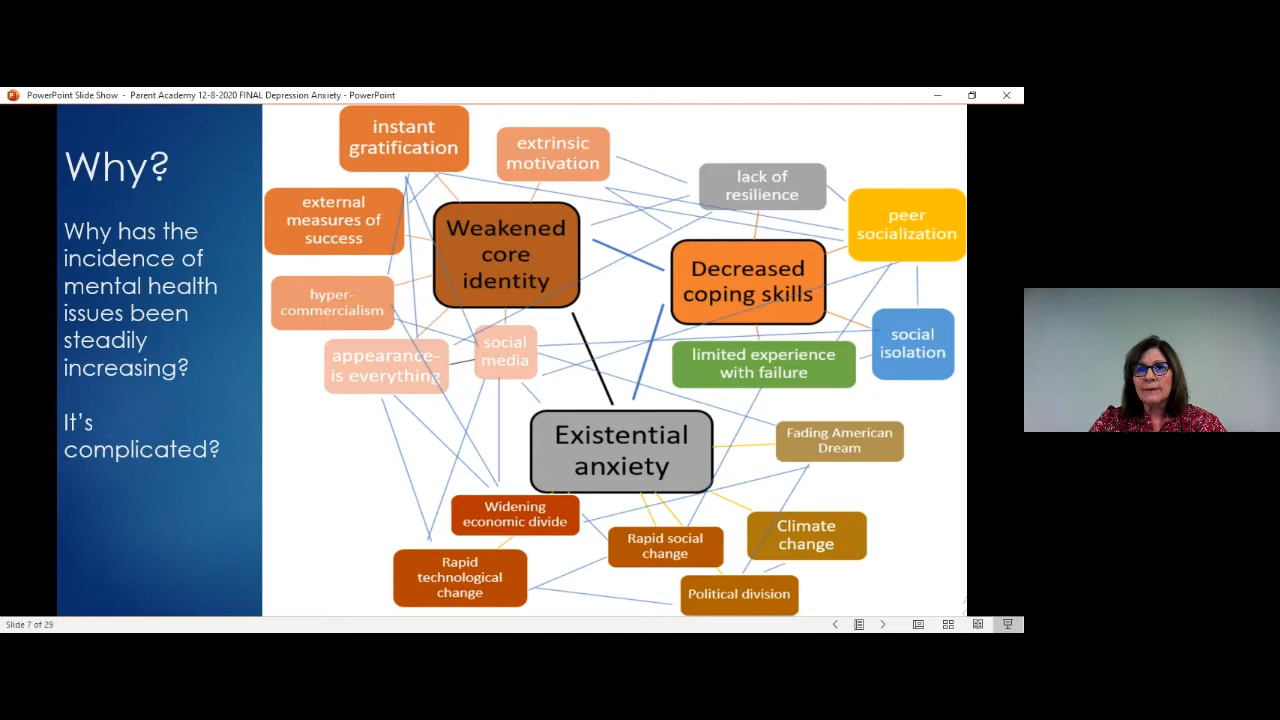 PowerPoint Slide Show - Parent Academy 12-8-2020 FINAL Depression Anxiety - PowerPoint
Why?
Why has the
incidence of
mental health
issues been
steadily
increasing?
It's
complicated?
instant
gratification
extrinsic
motivation
lack of
resilience
external
measures of
success
Weakened
core
identity
peer
socialization
Decreased
coping skills
hyper-
commercialism
social
media
appearance-
is everything
limited experience
with failure
social
isolation
Existential
anxiety
Fading American
Dream
Widening
economic divide
Rapid social
change
Climate
change
Rapid
technological
change
Political division
Slide 7 of 29